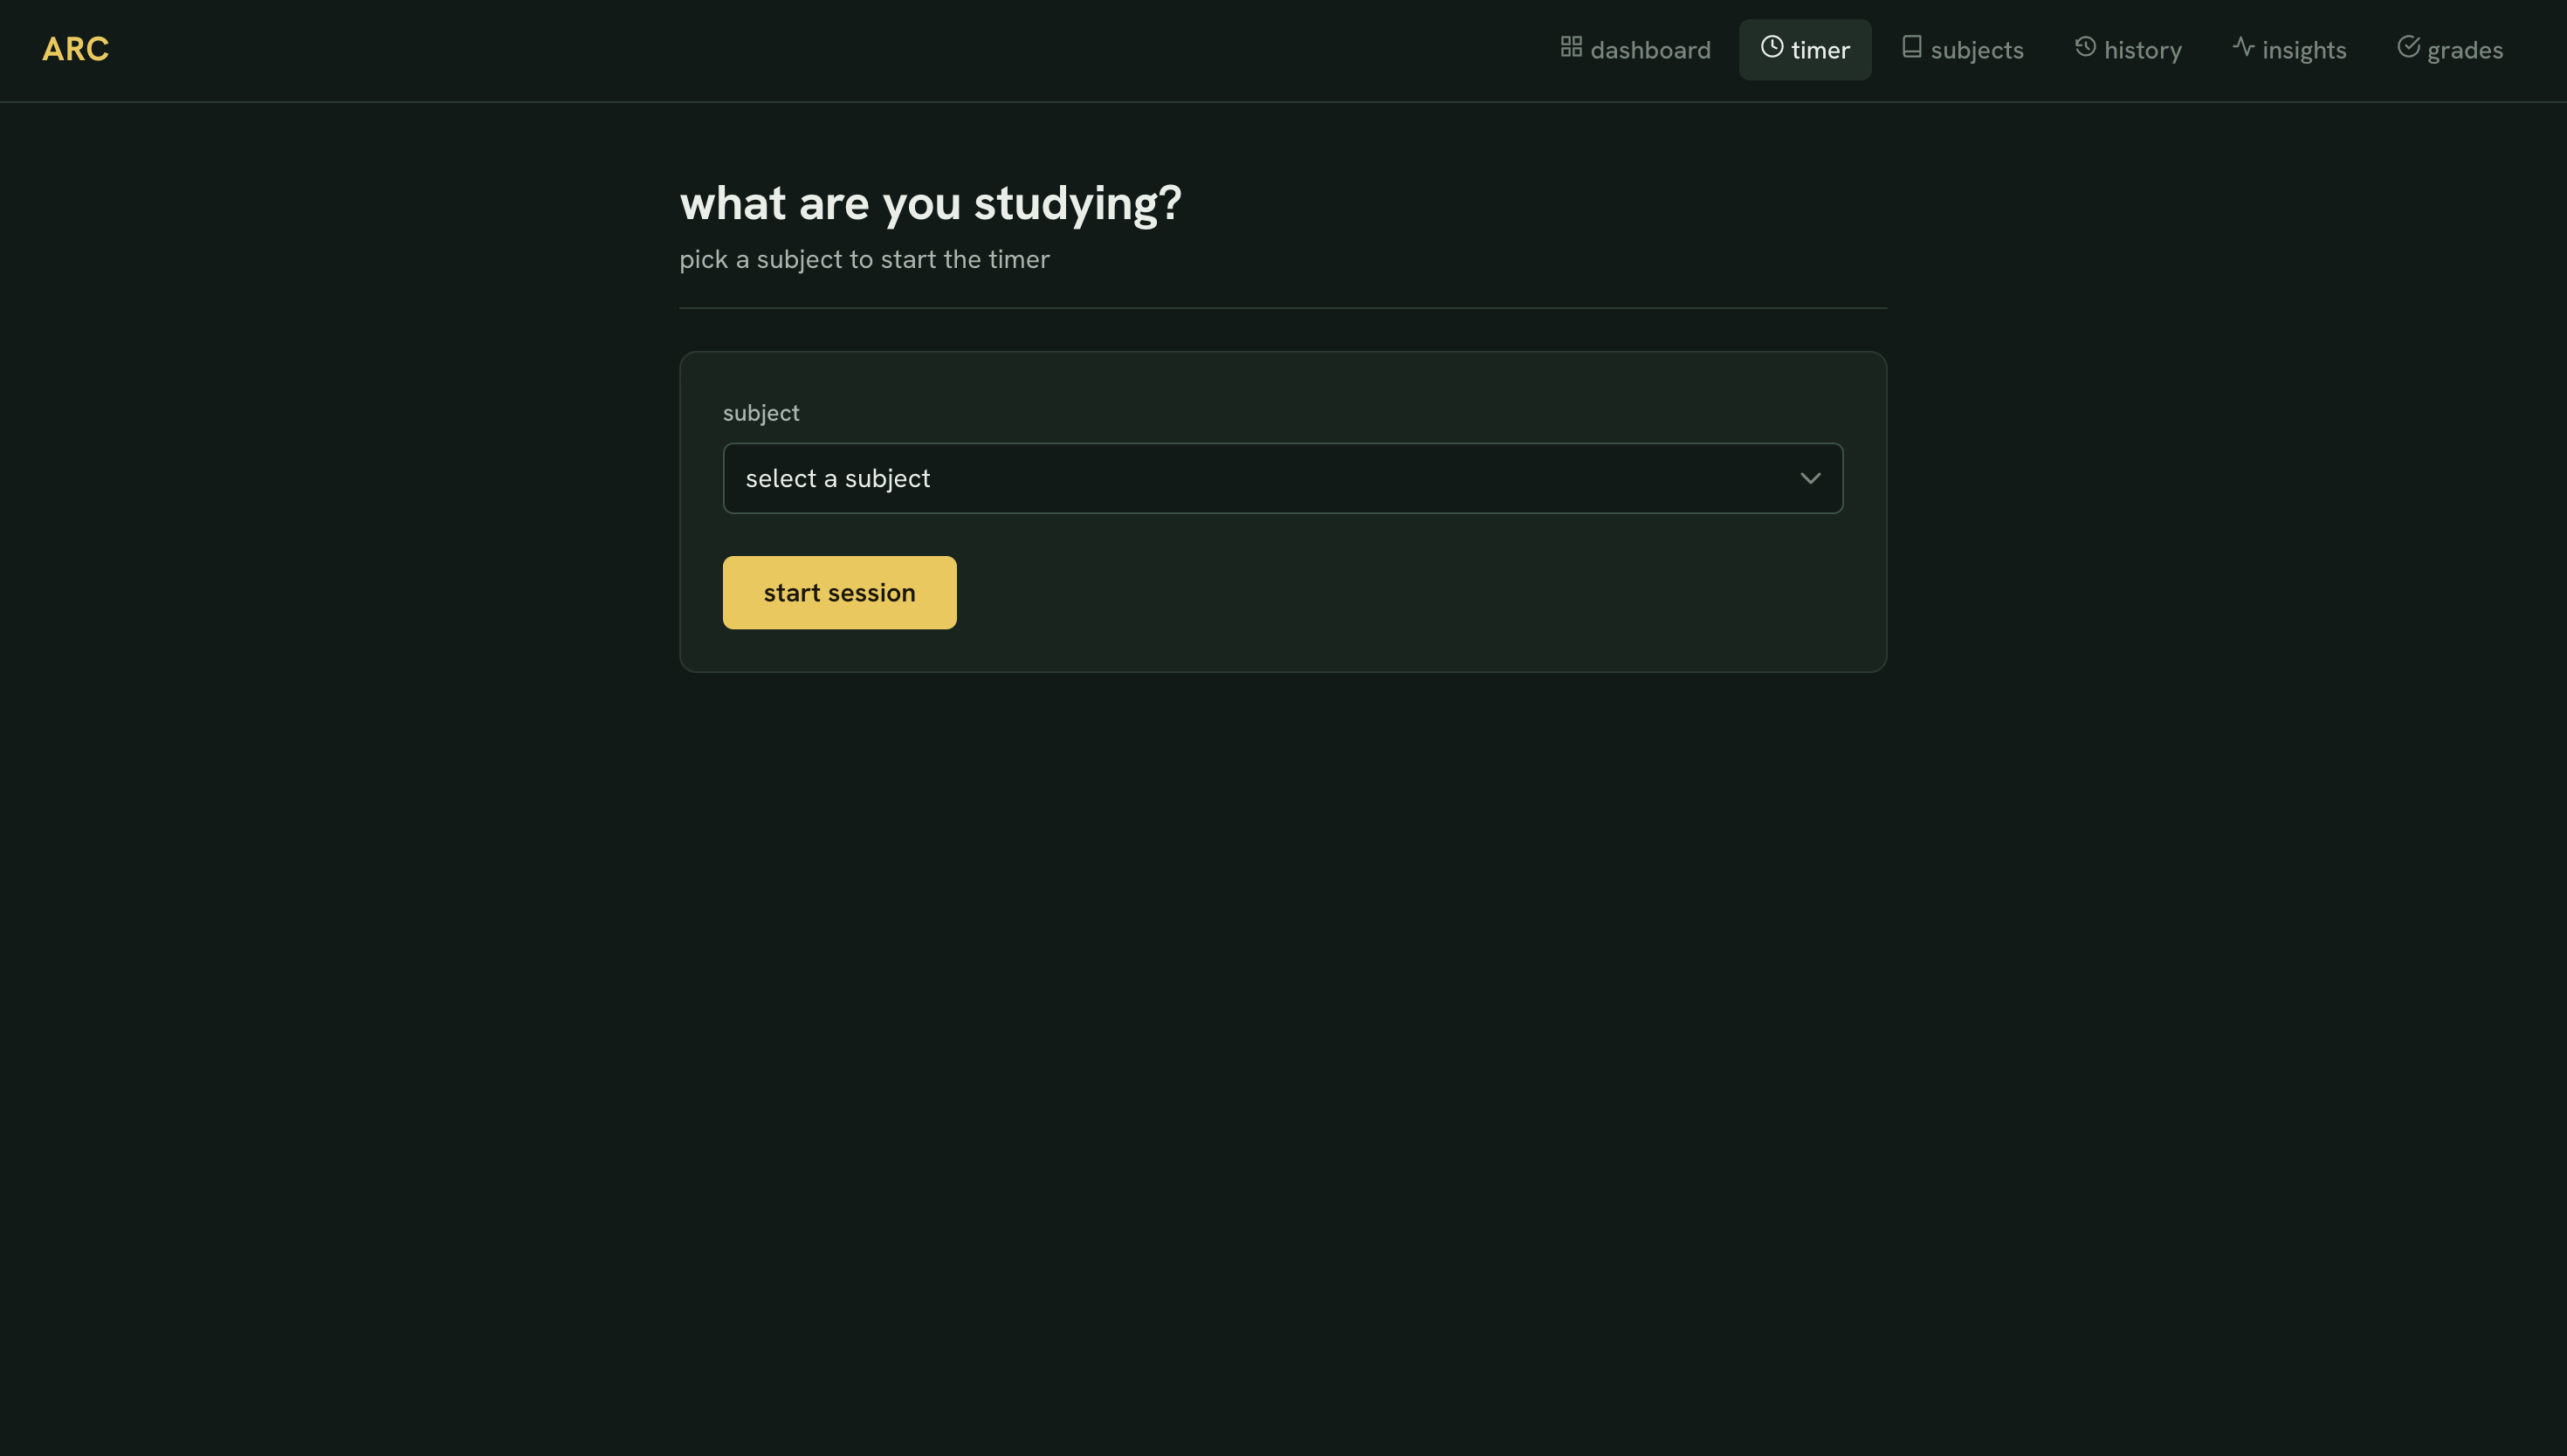 ARC
dashboard timer subjects history insights grades
what are you studying?
pick a subject to start the timer
subject
select a subject
start session